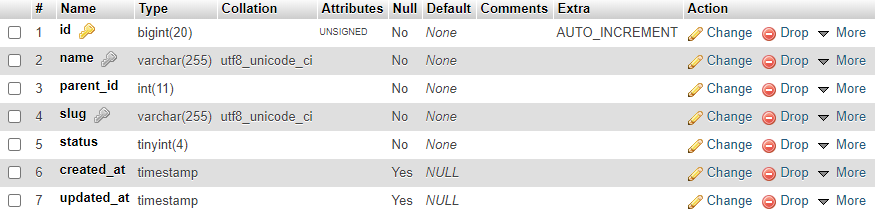 # Name Type Collation Attributes Null Default Comments Extra Action
1 id bigint(20) UNSIGNED No None AUTO_INCREMENT Change Drop More
2 name varchar(255) utf8_unicode_ci No None Change Drop More
3 parent_id int(11) No None Change Drop More
4 slug varchar(255) utf8_unicode_ci No None Change Drop More
5 status tinyint(4) No None Change Drop More
6 created_at timestamp Yes NULL Change Drop More
7 updated_at timestamp Yes NULL Change Drop More